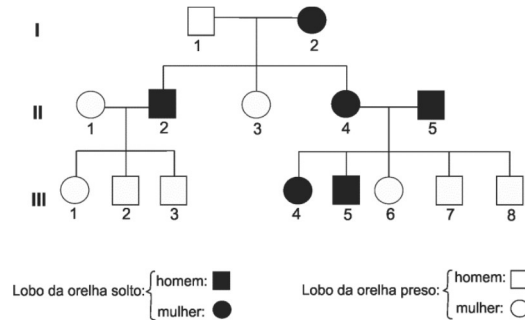 I
1 2
II
1 2 3 4 5
III
1 2 3 4 5 6 7 8
Lobo da orelha solto: homem:
mulher:
Lobo da orelha preso: homem:
mulher: